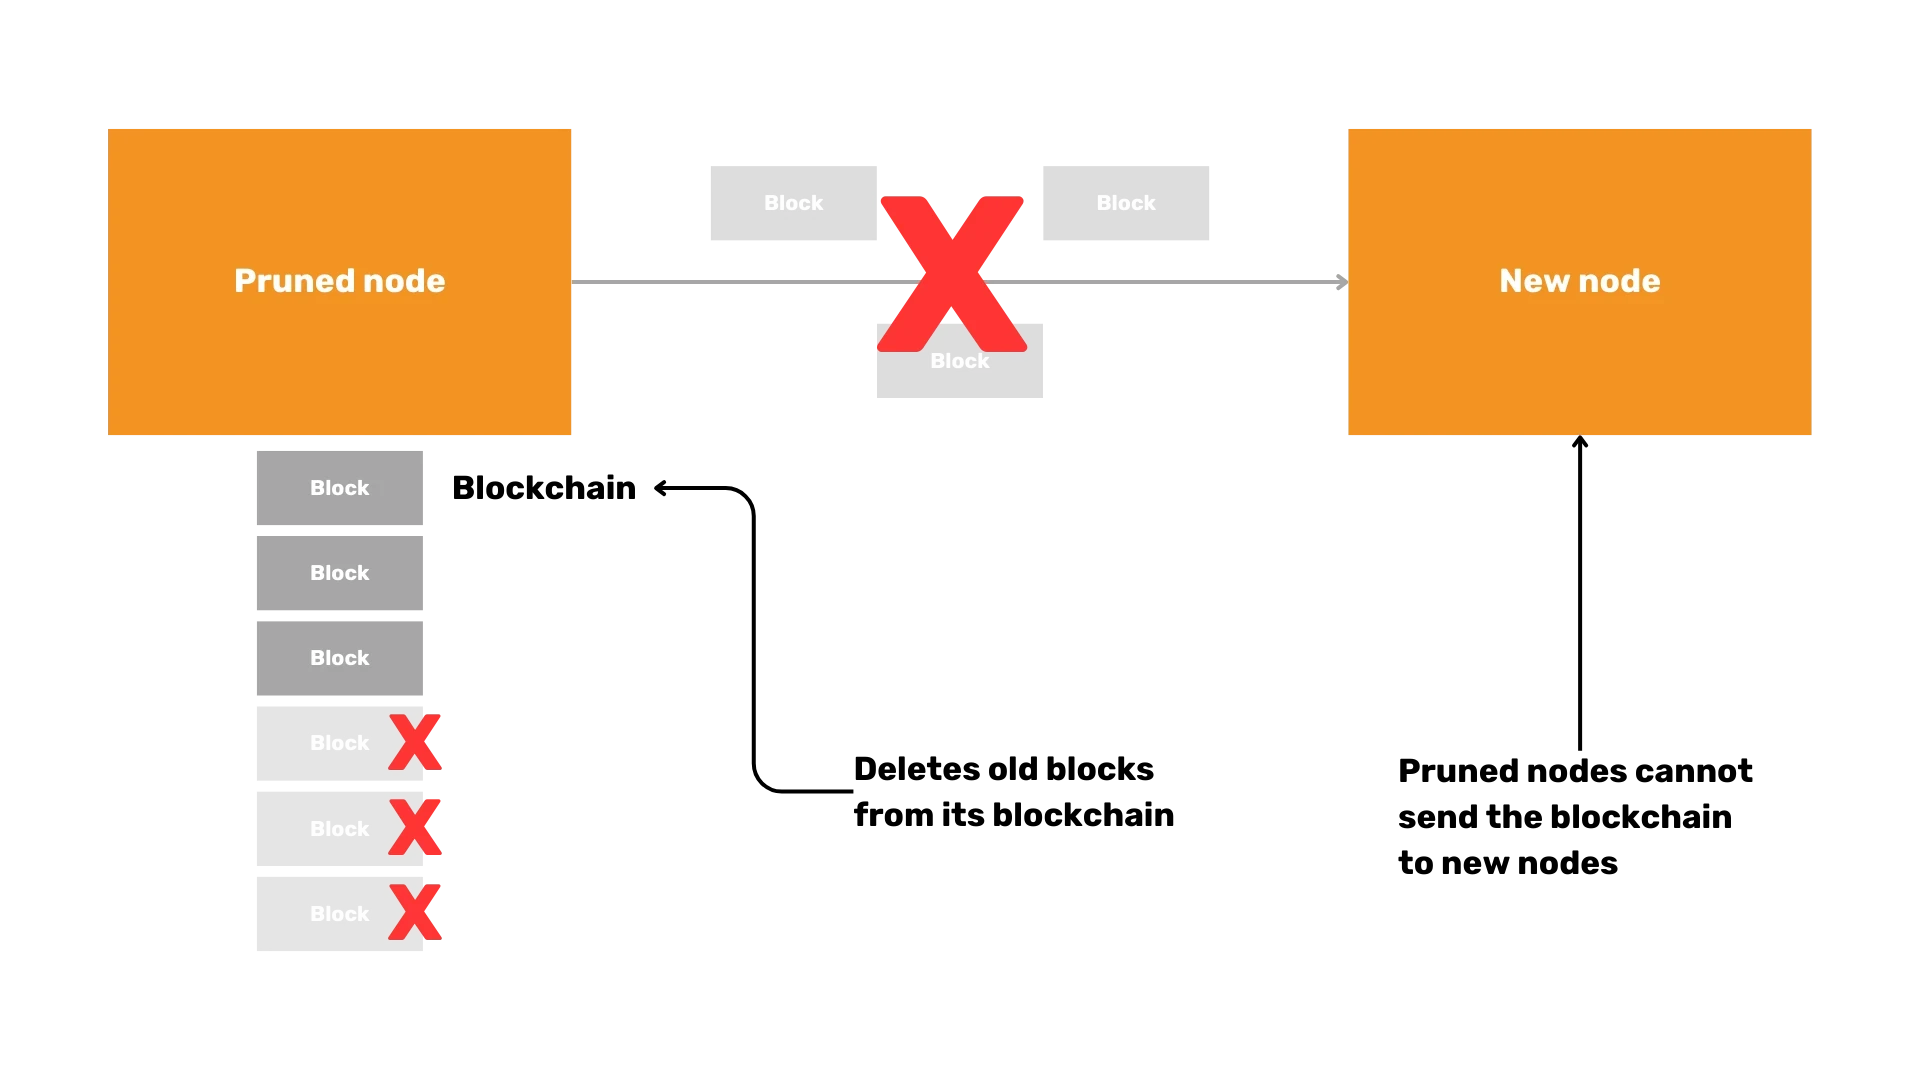 Block
Block
Pruned node
New node
Block
Block
Blockchain
Block
Block
Block
Block
Block
Deletes old blocks
from its blockchain
Pruned nodes cannot
send the blockchain
to new nodes